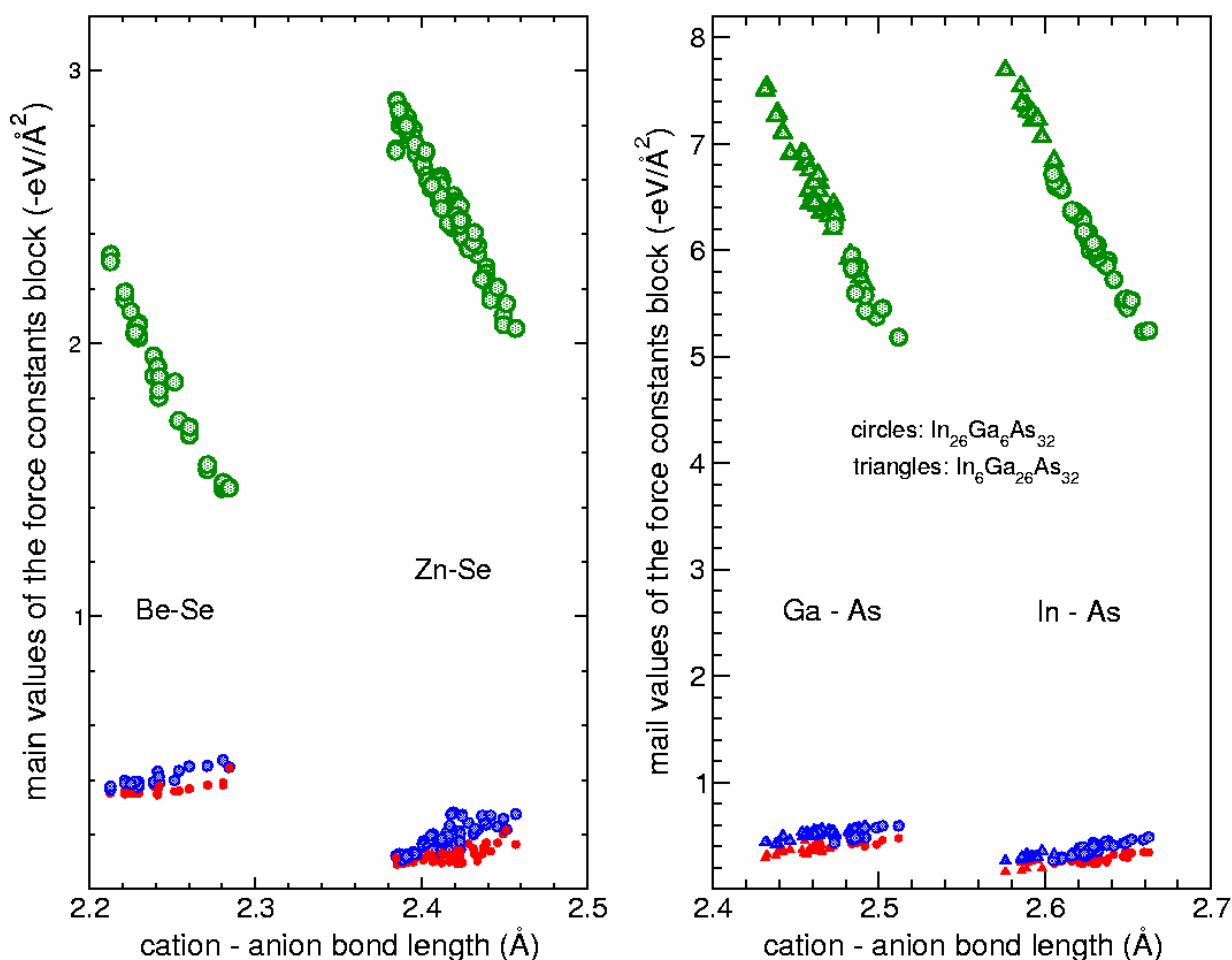 main values of the force constants block (-eV/Å²)
3
2
1
Be-Se
Zn-Se
2.2
2.3
2.4
2.5
cation - anion bond length (Å)
mail values of the force constants block (-eV/Å²)
8
7
6
5
4
3
2
1
circles: In₂₆Ga₆As₃₂
triangles: In₆Ga₂₆As₃₂
Ga - As
In - As
2.4
2.5
2.6
2.7
cation - anion bond length (Å)